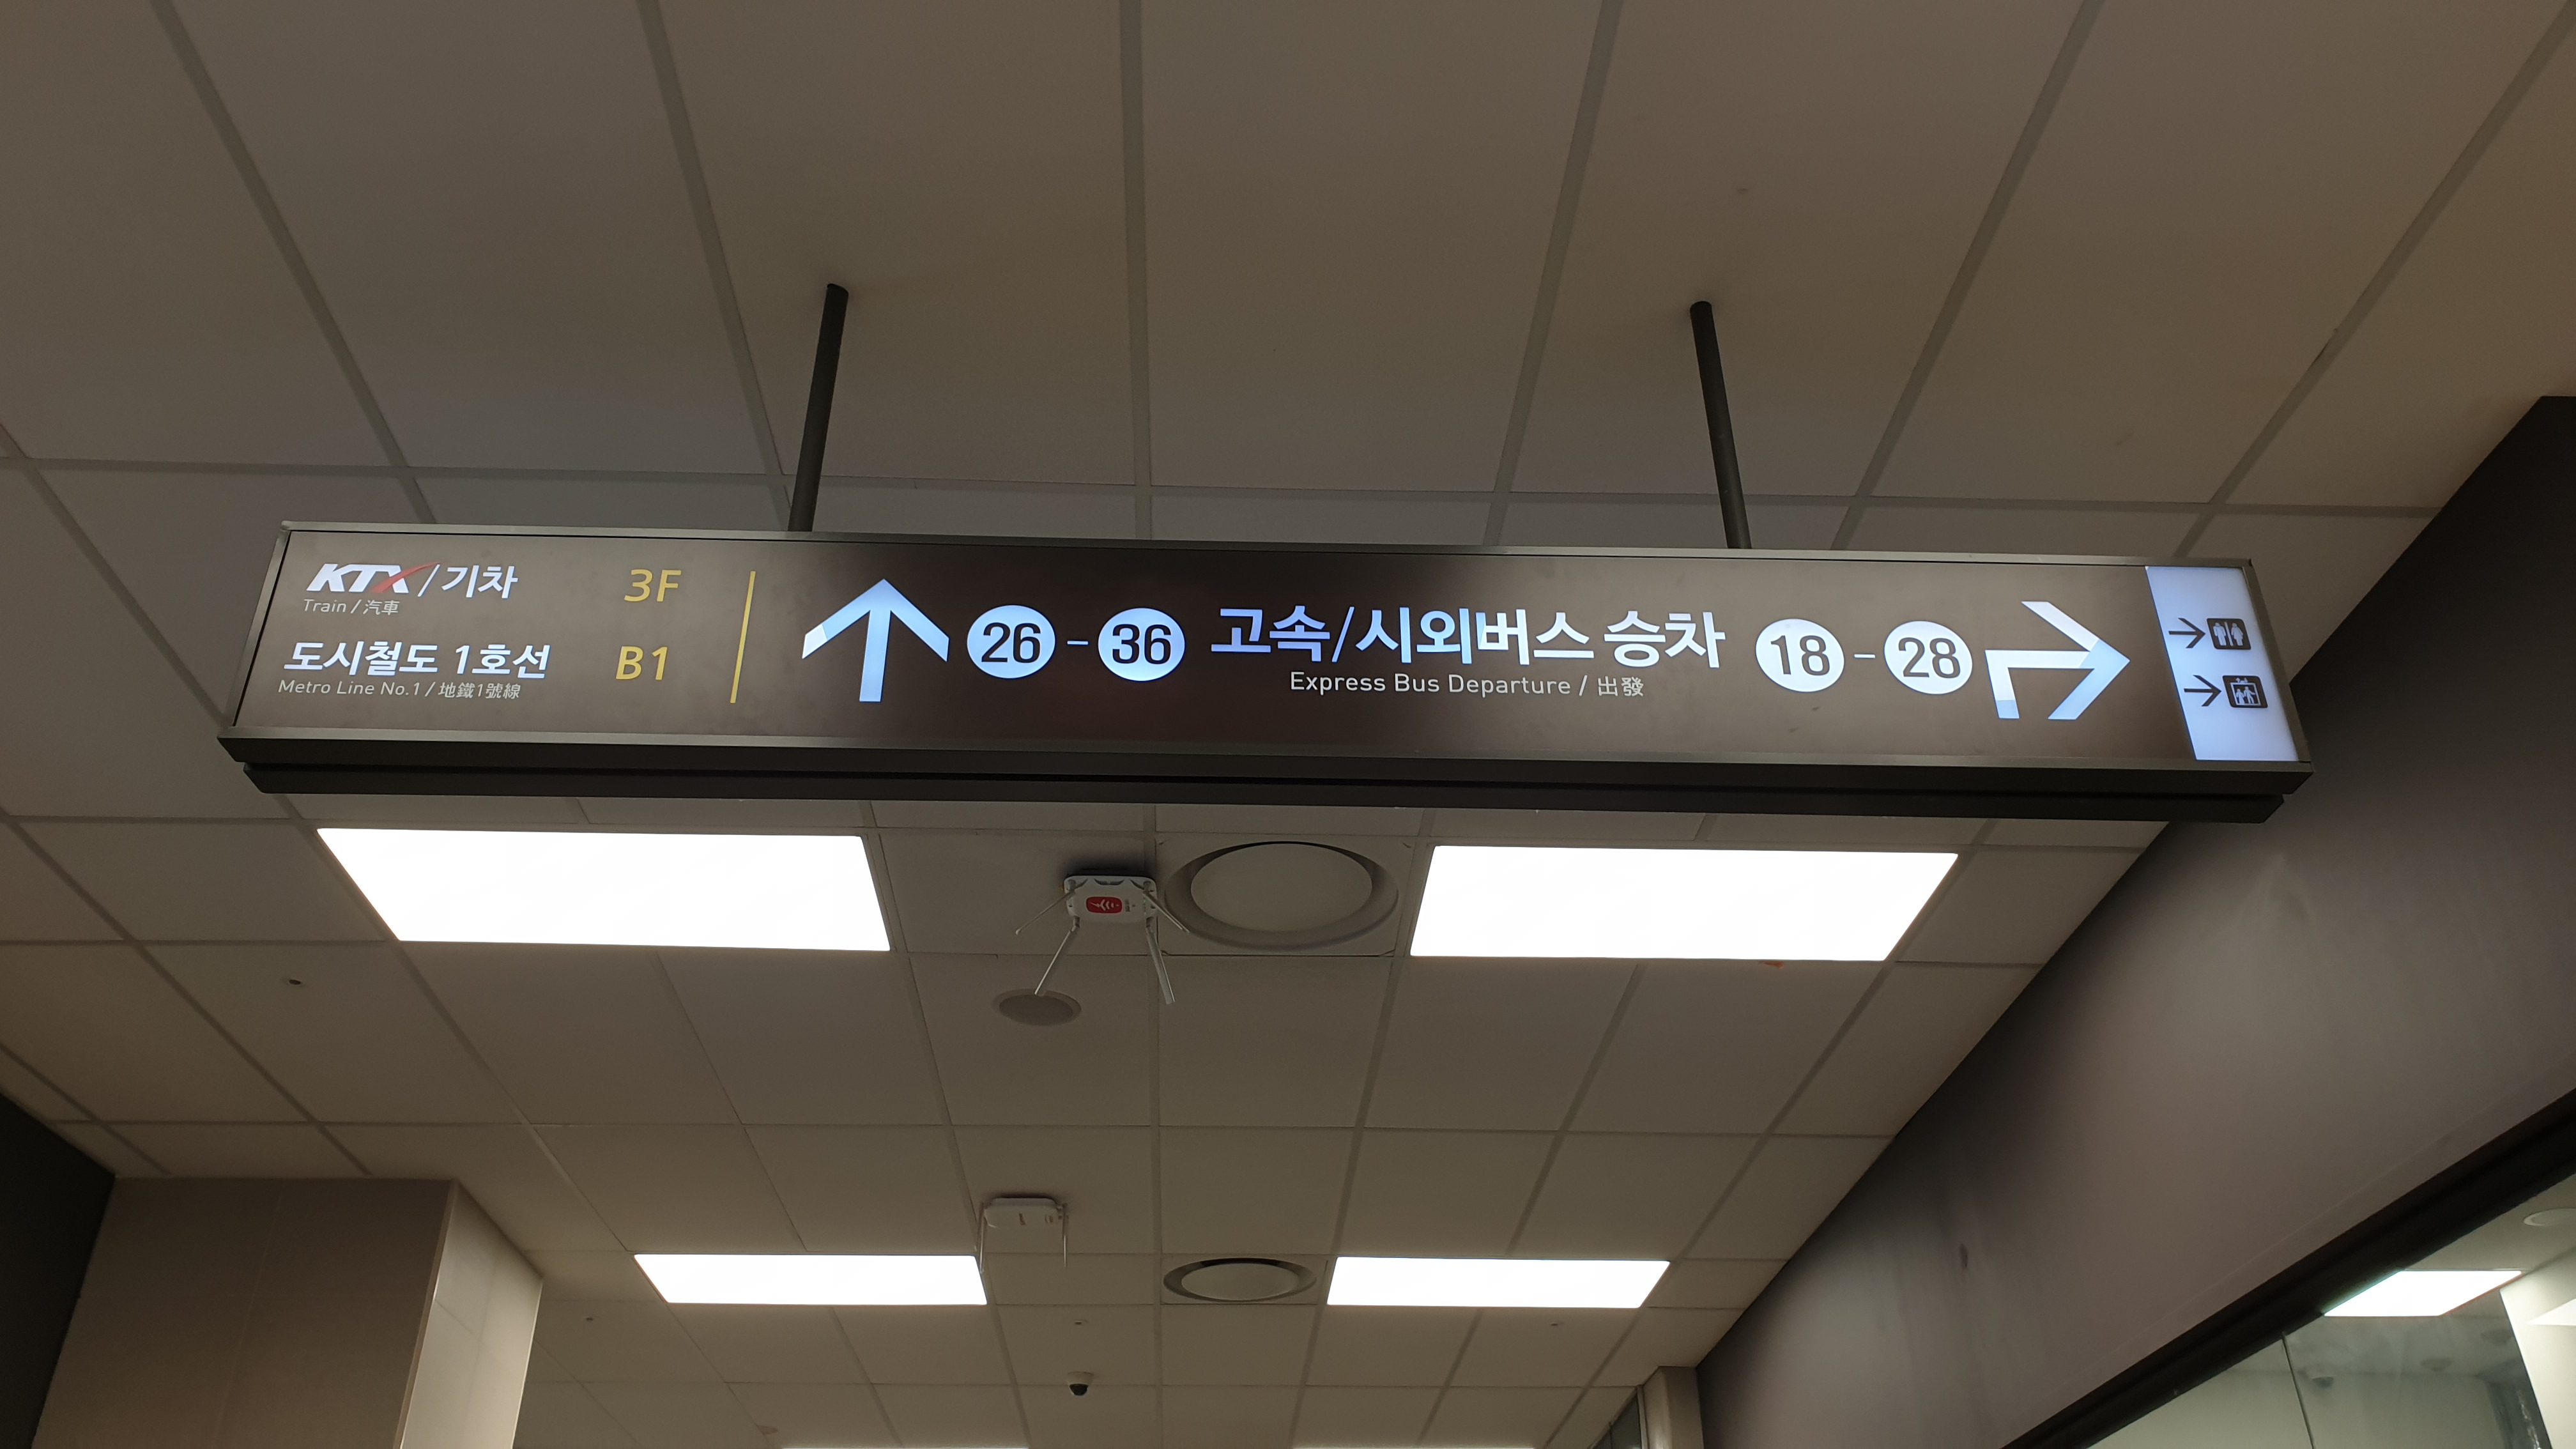 KTX/기차 3F
Train / 汽車
도시철도 1호선 B1
Metro Line No.1 / 地鐵1號線
26 - 36 고속/시외버스 승차 18 - 28
Express Bus Departure / 出發